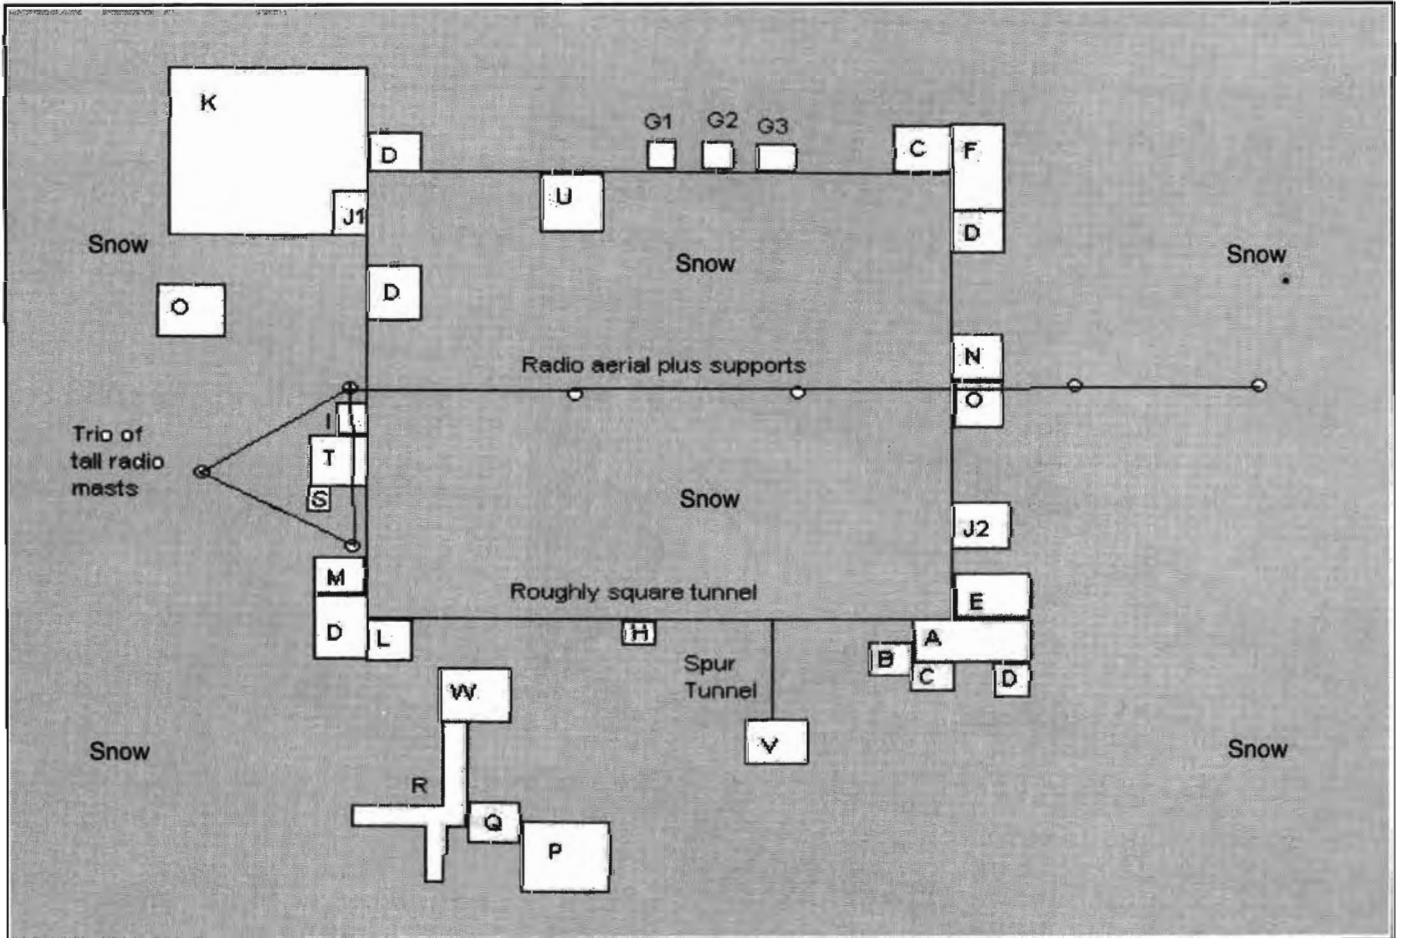 K
G1 G2 G3
D
C F
U
J1
D
Snow
Snow
Snow
D
O
Radio aerial plus supports
N
O
I
Trio of
tall radio
masts
T
S
Snow
J2
M
Roughly square tunnel
E
D L
H
A
B
C D
Spur
Tunnel
W
V
Snow
Snow
R
Q
P